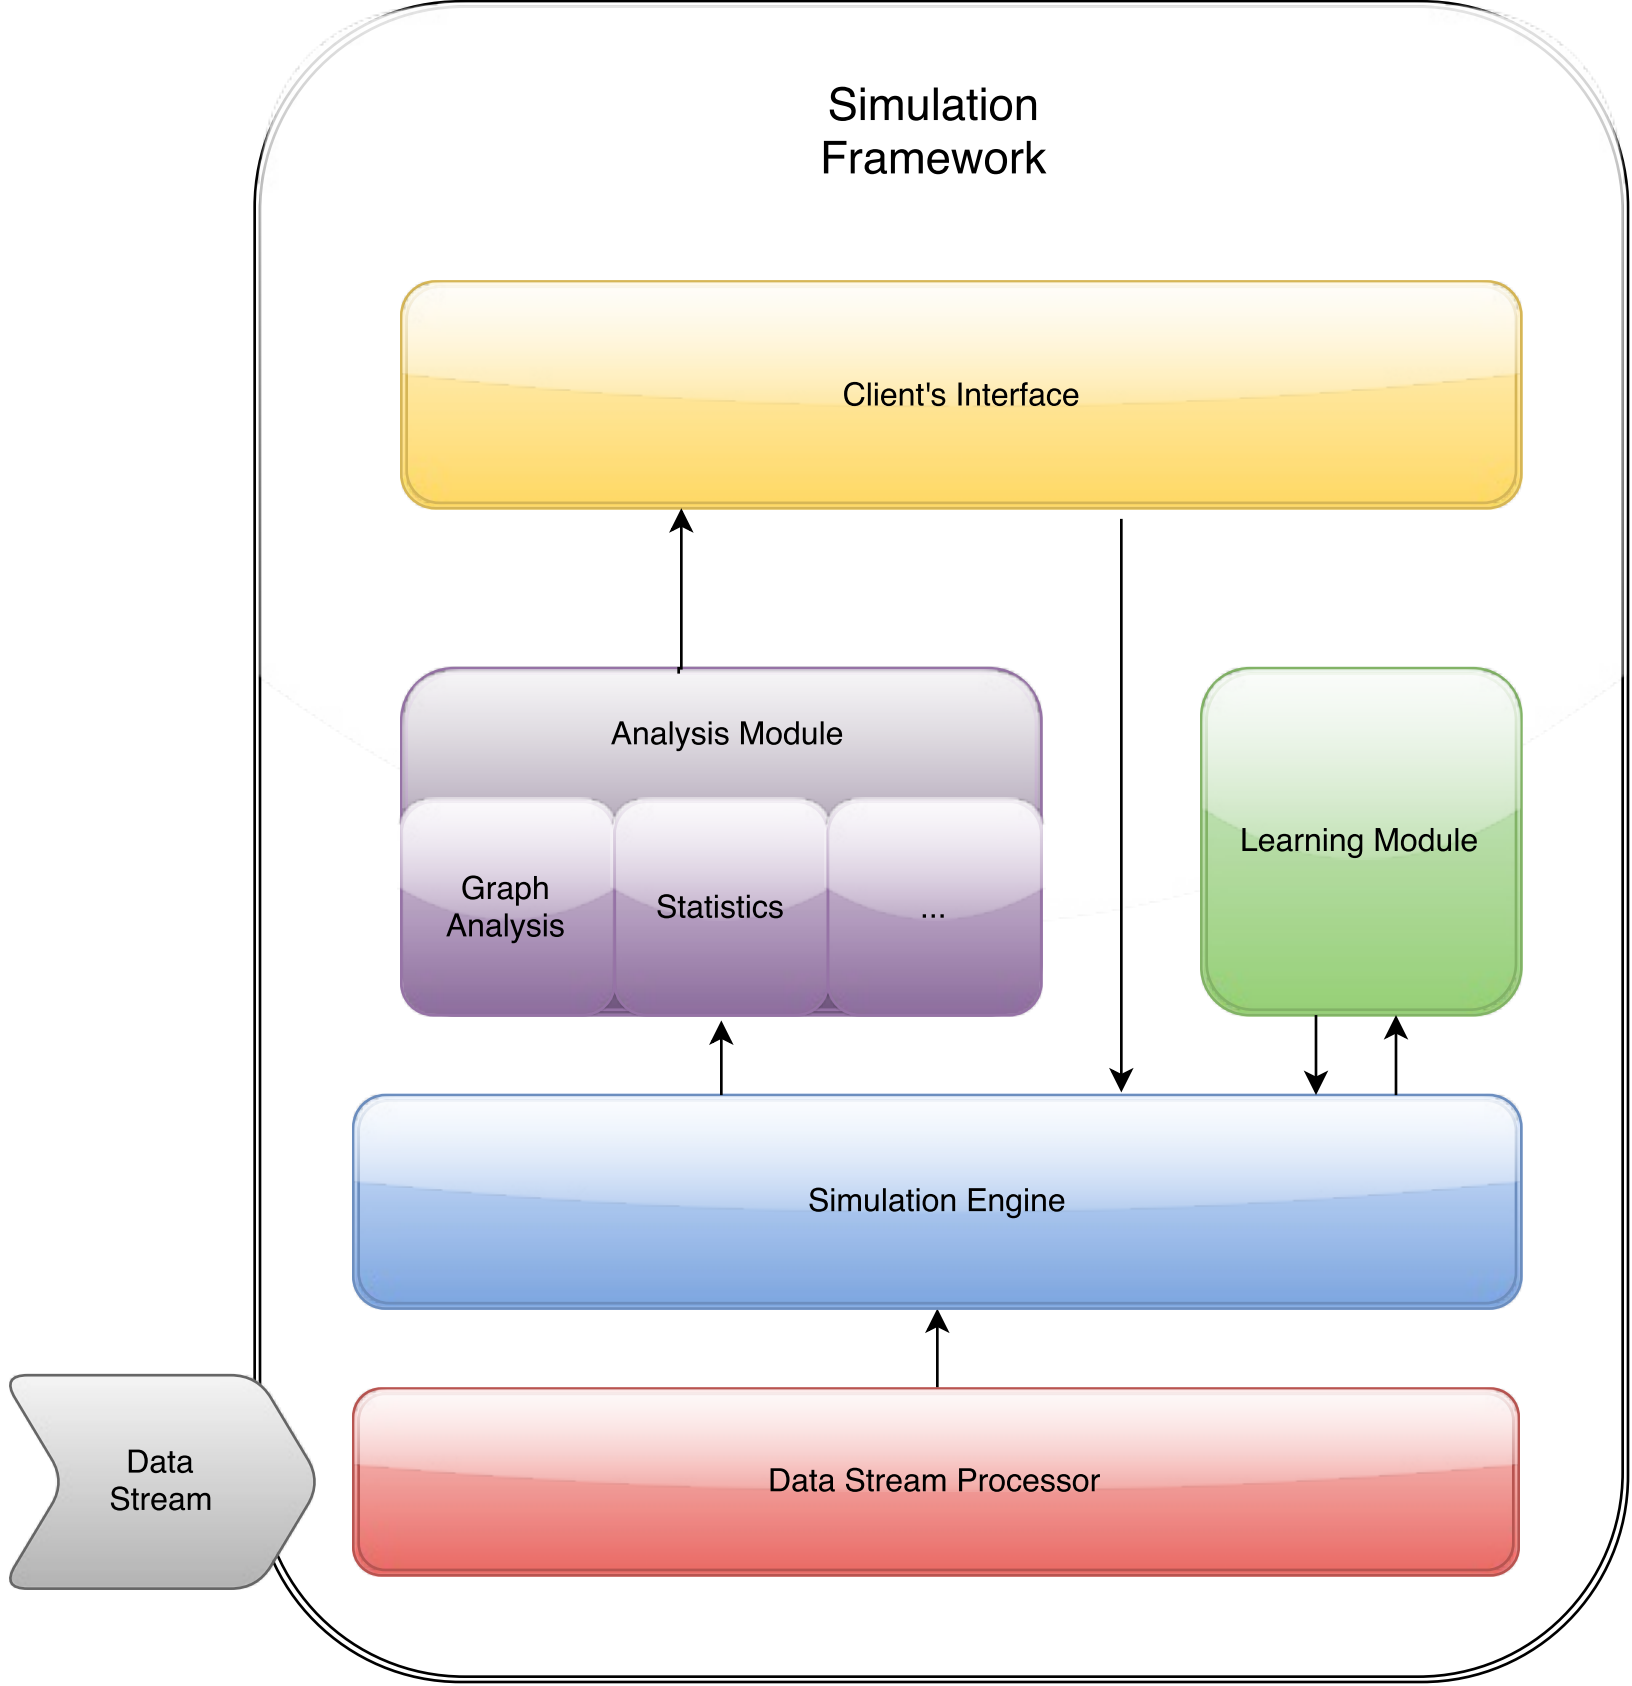 Simulation
Framework
Client's Interface
Analysis Module
Graph
Analysis
Statistics
...
Learning Module
Simulation Engine
Data
Stream
Data Stream Processor